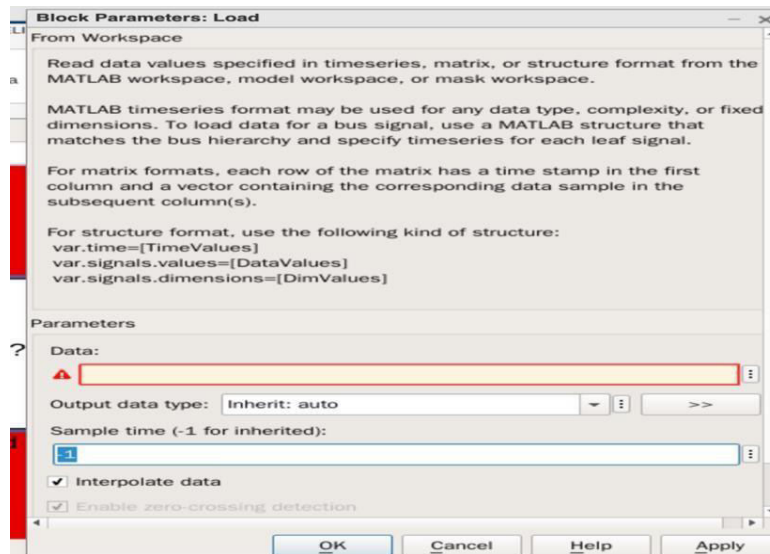 Block Parameters: Load
From Workspace
Read data values specified in timeseries, matrix, or structure format from the
MATLAB workspace, model workspace, or mask workspace.
MATLAB timeseries format may be used for any data type, complexity, or fixed
dimensions. To load data for a bus signal, use a MATLAB structure that
matches the bus hierarchy and specify timeseries for each leaf signal.
For matrix formats, each row of the matrix has a time stamp in the first
column and a vector containing the corresponding data sample in the
subsequent column(s).
For structure format, use the following kind of structure:
var.time=[TimeValues]
var.signals.values=[DataValues]
var.signals.dimensions=[DimValues]
Parameters
?
Data:
Output data type: Inherit: auto >>
Sample time (-1 for inherited):
-1
Interpolate data
Enable zero-crossing detection
OK Cancel Help Apply